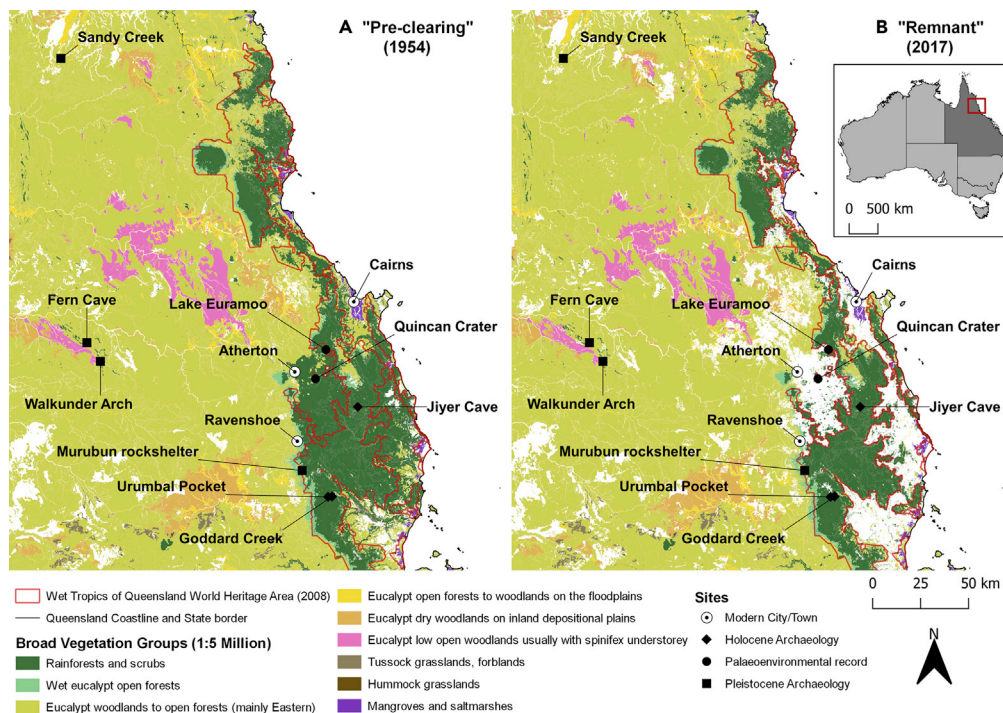 A "Pre-clearing"
(1954)
Sandy Creek
Cairns
Lake Euramoo
Fern Cave
Quincan Crater
Atherton
Walkunder Arch
Jiyer Cave
Ravenshoe
Murubun rockshelter
Urumbal Pocket
Goddard Creek
B "Remnant"
(2017)
Sandy Creek
0 500 km
Cairns
Lake Euramoo
Fern Cave
Quincan Crater
Atherton
Walkunder Arch
Jiyer Cave
Ravenshoe
Murubun rockshelter
Urumbal Pocket
Goddard Creek
0 25 50 km
Wet Tropics of Queensland World Heritage Area (2008)
Queensland Coastline and State border
Broad Vegetation Groups (1:5 Million)
Rainforests and scrubs
Wet eucalypt open forests
Eucalypt woodlands to open forests (mainly Eastern)
Eucalypt open forests to woodlands on the floodplains
Eucalypt dry woodlands on inland depositional plains
Eucalypt low open woodlands usually with spinifex understorey
Tussock grasslands, forblands
Hummock grasslands
Mangroves and saltmarshes
Sites
Modern City/Town
Holocene Archaeology
Palaeoenvironmental record
Pleistocene Archaeology
N